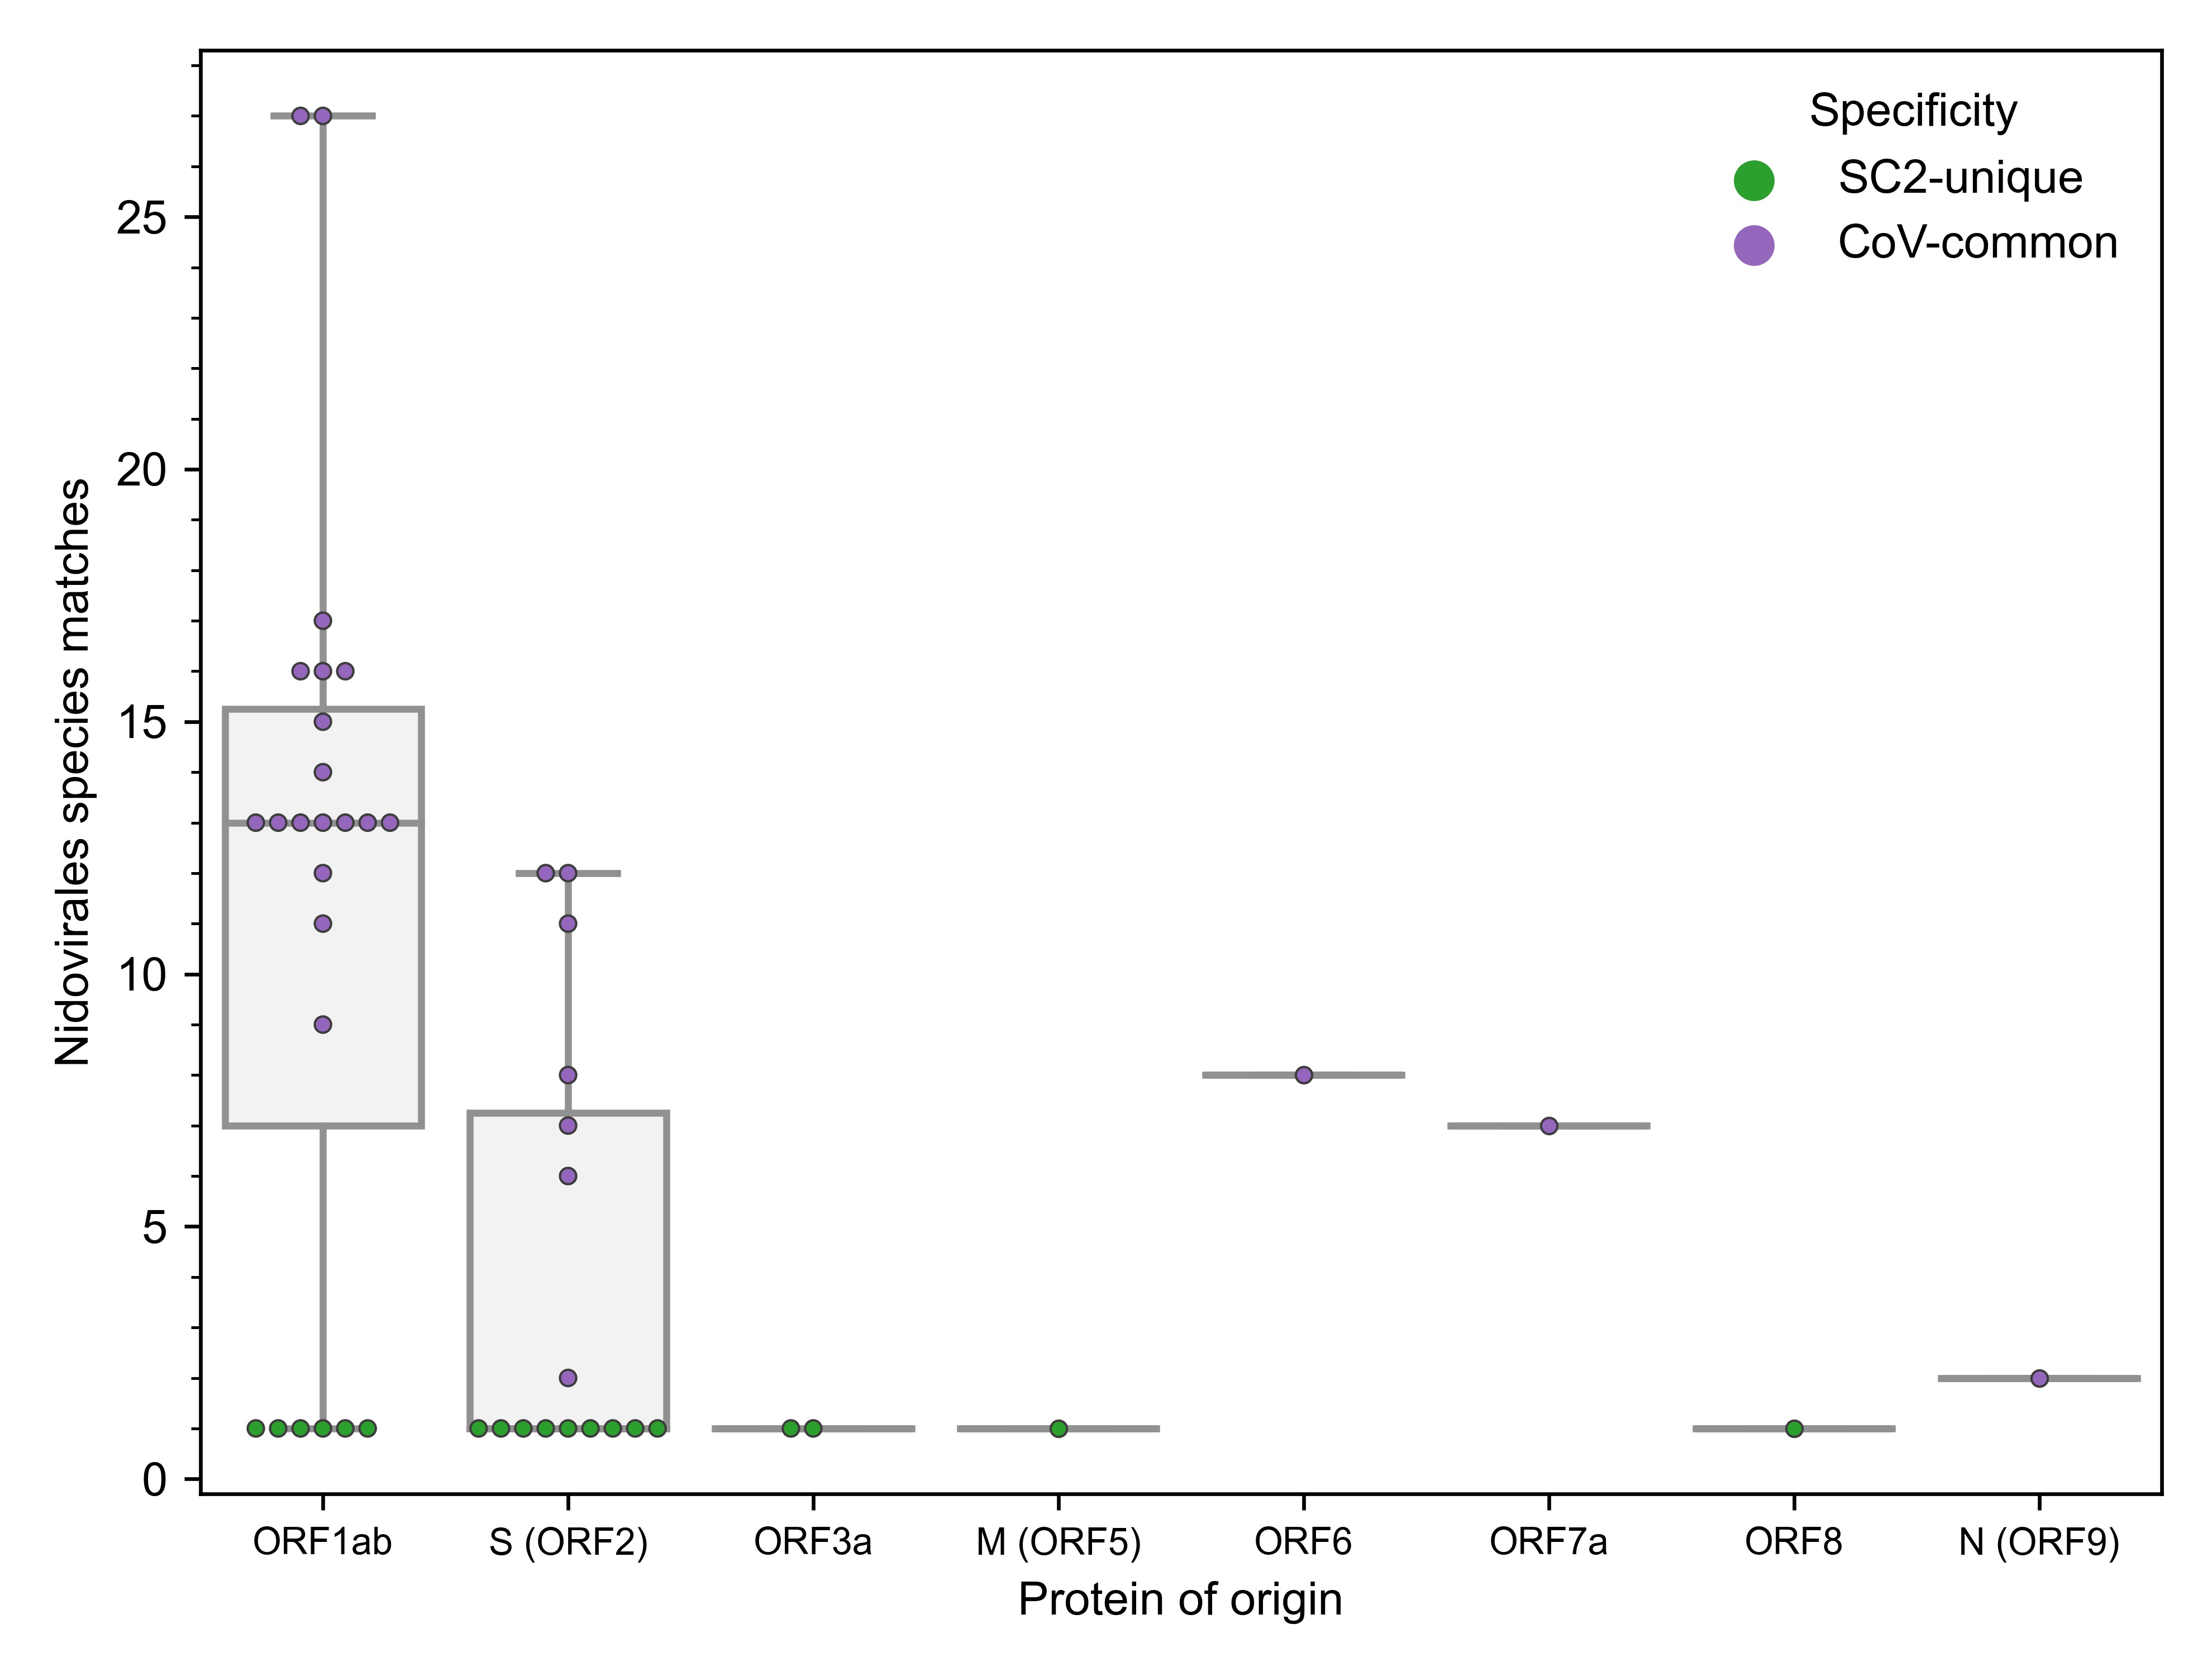 Specificity
SC2-unique
CoV-common
Nidovirales species matches
25
20
15
10
5
0
ORF1ab S (ORF2) ORF3a M (ORF5) ORF6 ORF7a ORF8 N (ORF9)
Protein of origin